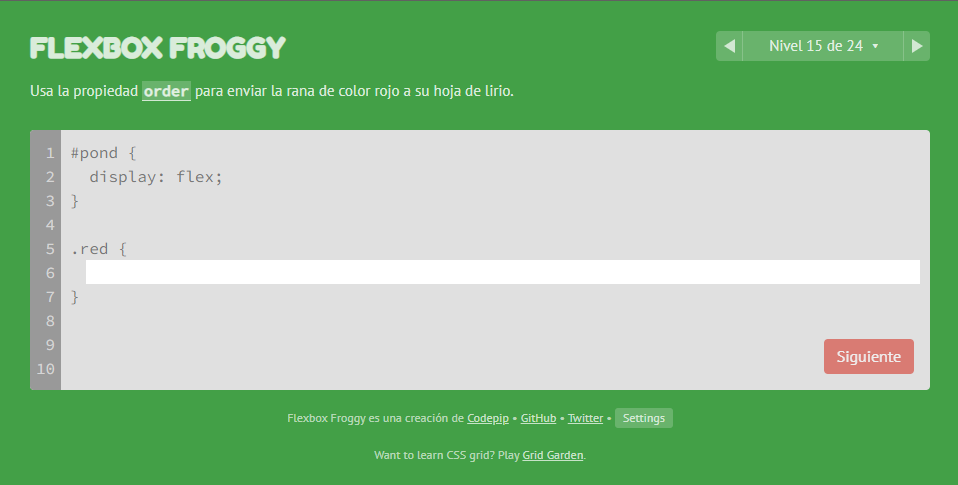 FLEXBOX FROGGY
Nivel 15 de 24
Usa la propiedad order para enviar la rana de color rojo a su hoja de lirio.
1 #pond {
2 display: flex;
3 }
4
5 .red {
6
7 }
8
9
10
Siguiente
Flexbox Froggy es una creación de Codepip • GitHub • Twitter • Settings
Want to learn CSS grid? Play Grid Garden.